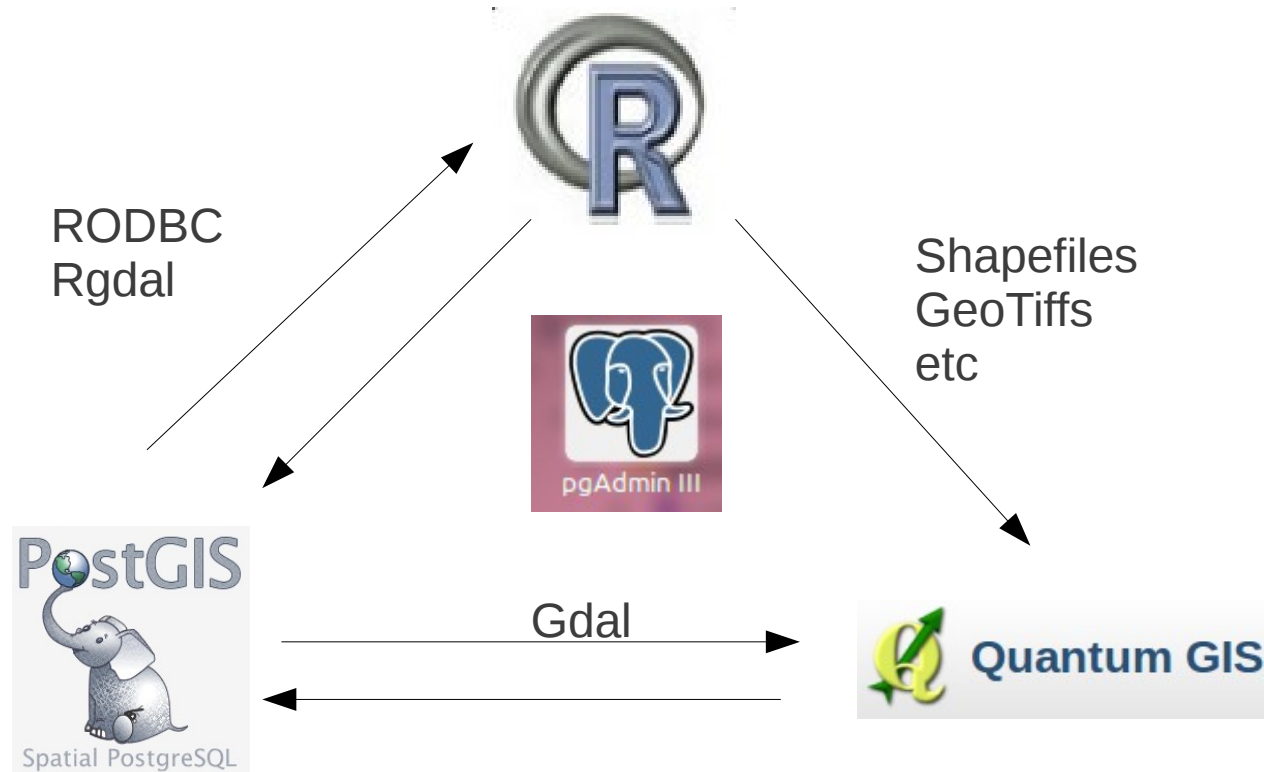 R
RODBC
Rgdal
Shapefiles
GeoTiffs
etc
pgAdmin III
PostGIS
Spatial PostgreSQL
Gdal
Quantum GIS